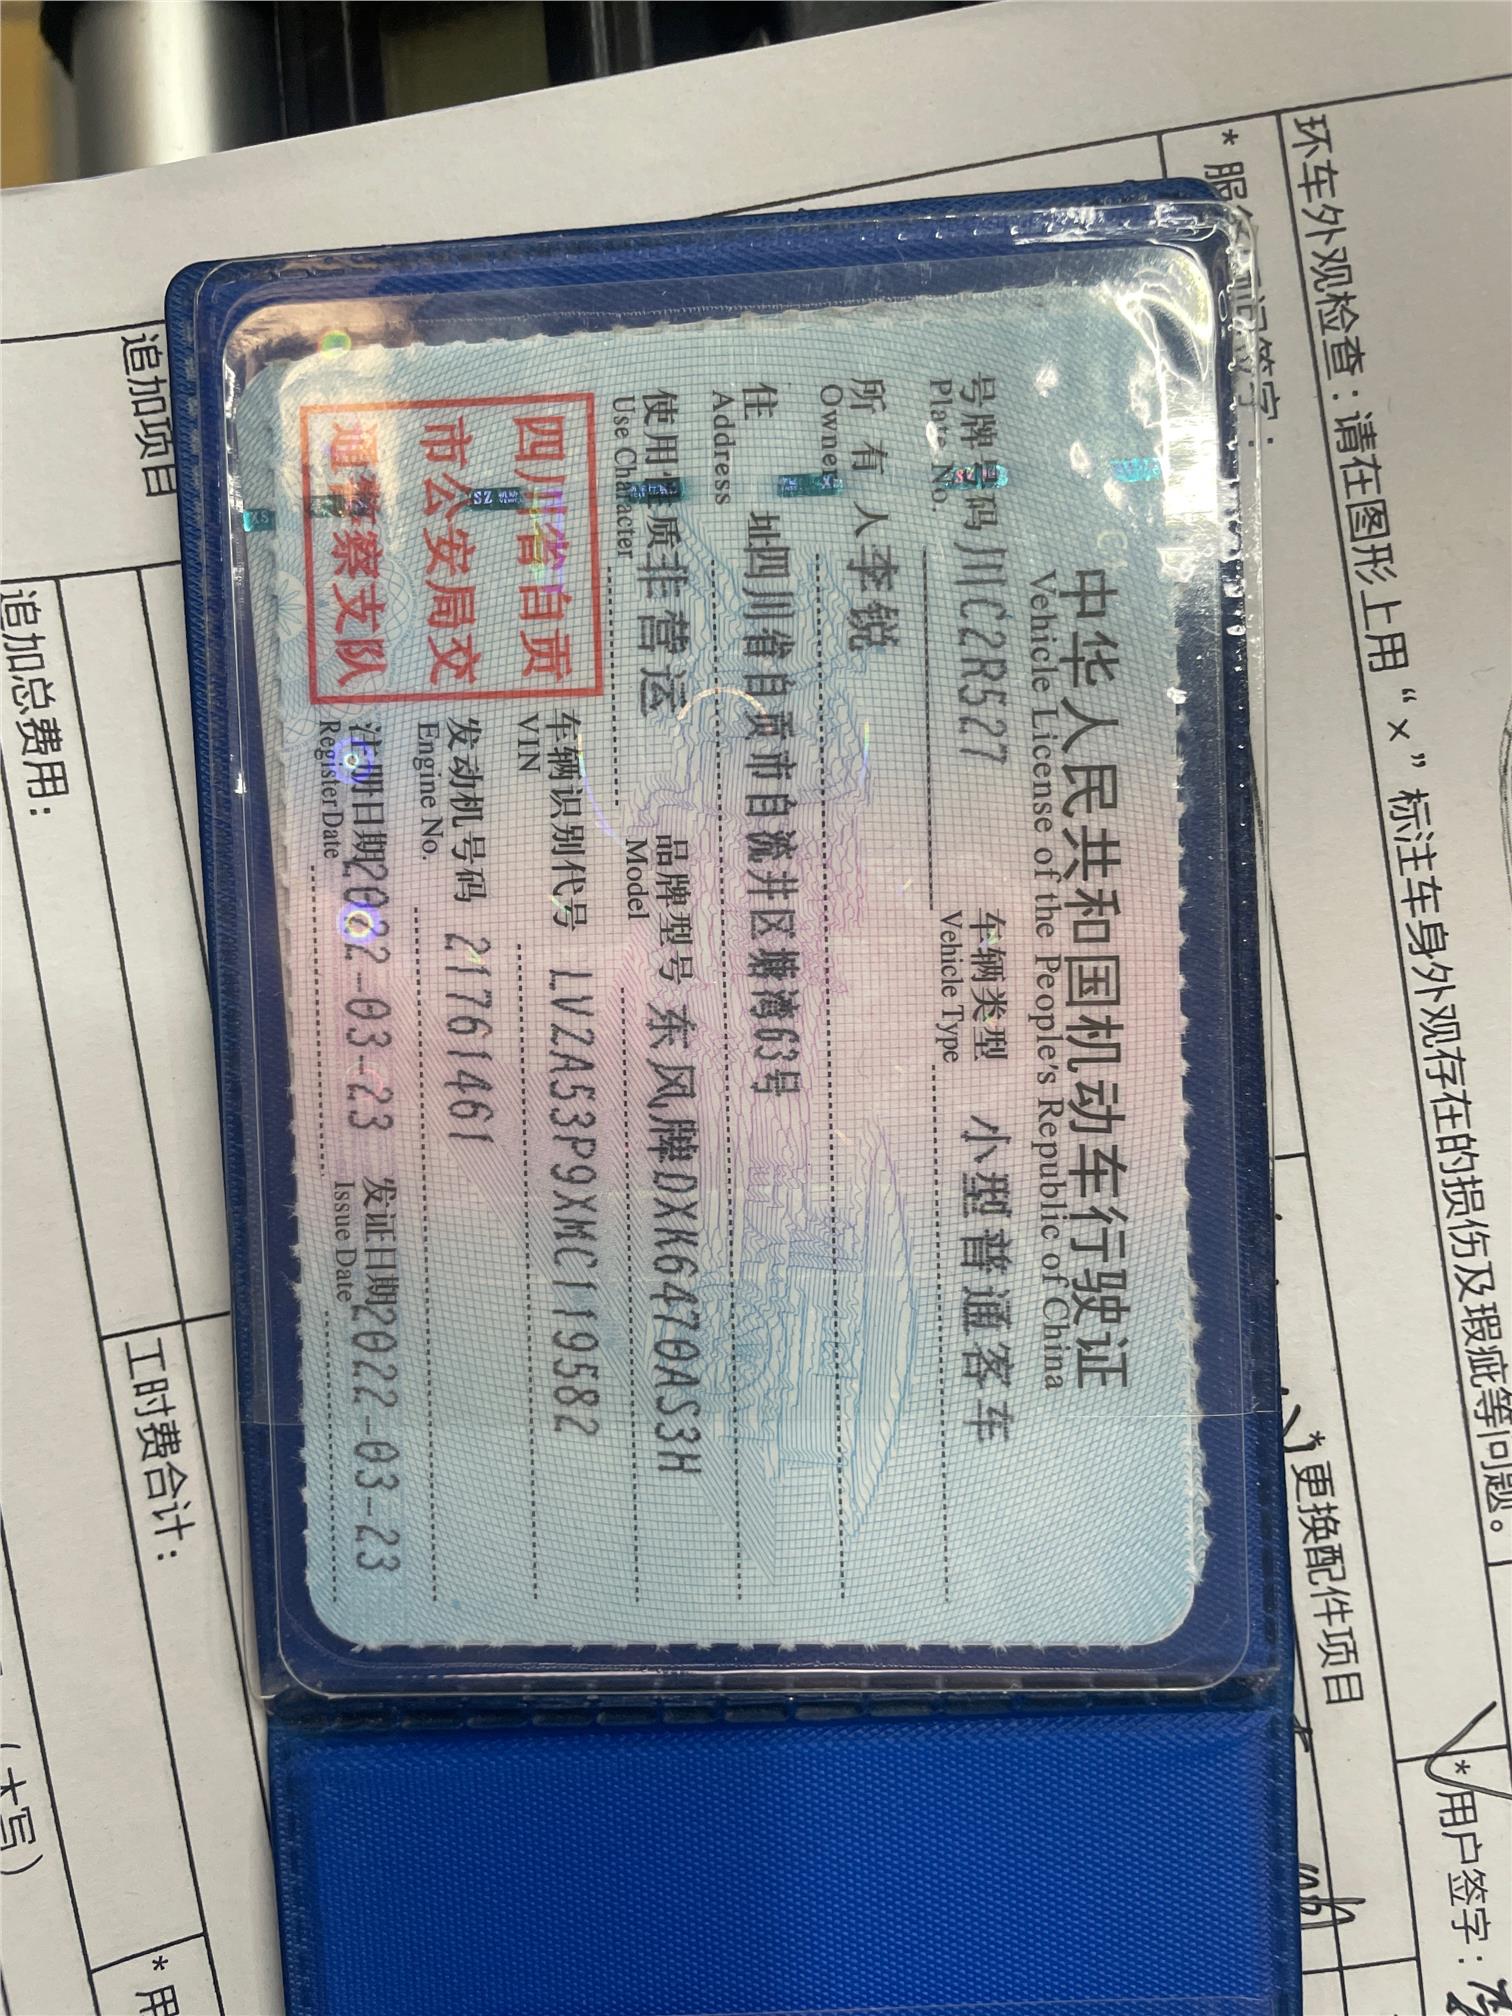 中华人民共和国机动车行驶证
Vehicle License of the People's Republic of China
号牌号码 川C2R527 车辆类型 小型普通客车
Plate No. Vehicle Type
所有人 李锐
Owner
住址 四川省自贡市自流井区塘湾63号
Address
使用性质 非营运 品牌型号 东风牌DXK6470AS3H
Use Character Model
车辆识别代号 LVZA53P9XMC119582
VIN
发动机号码 21761461
Engine No.
注册日期 2022-03-23 发证日期 2022-03-23
Register Date Issue Date
四川省自贡
市公安局交
通警察支队
环车外观检查：请在图形上用“×”标注车身外观存在的损伤及瑕疵等问题。
*更换配件项目
*用户签字：
追加项目
追加总费用：
工时费合计：
（大写）
*用